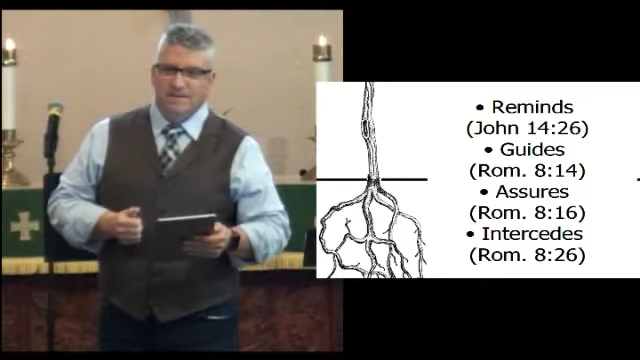 • Reminds
(John 14:26)
• Guides
(Rom. 8:14)
• Assures
(Rom. 8:16)
• Intercedes
(Rom. 8:26)